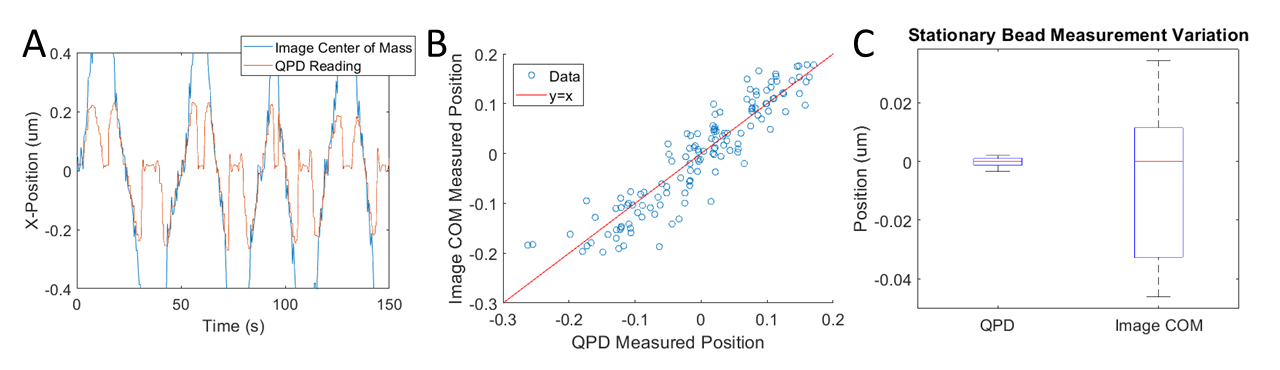 A
X-Position (um)
0.4
0.2
0
-0.2
-0.4
0
50
100
150
Time (s)
Image Center of Mass
QPD Reading
B
Image COM Measured Position
0.2
0.1
0
-0.1
-0.2
-0.3
-0.3
-0.2
-0.1
0
0.1
0.2
QPD Measured Position
Data
y=x
C
Stationary Bead Measurement Variation
Position (um)
0.02
0
-0.02
-0.04
QPD
Image COM